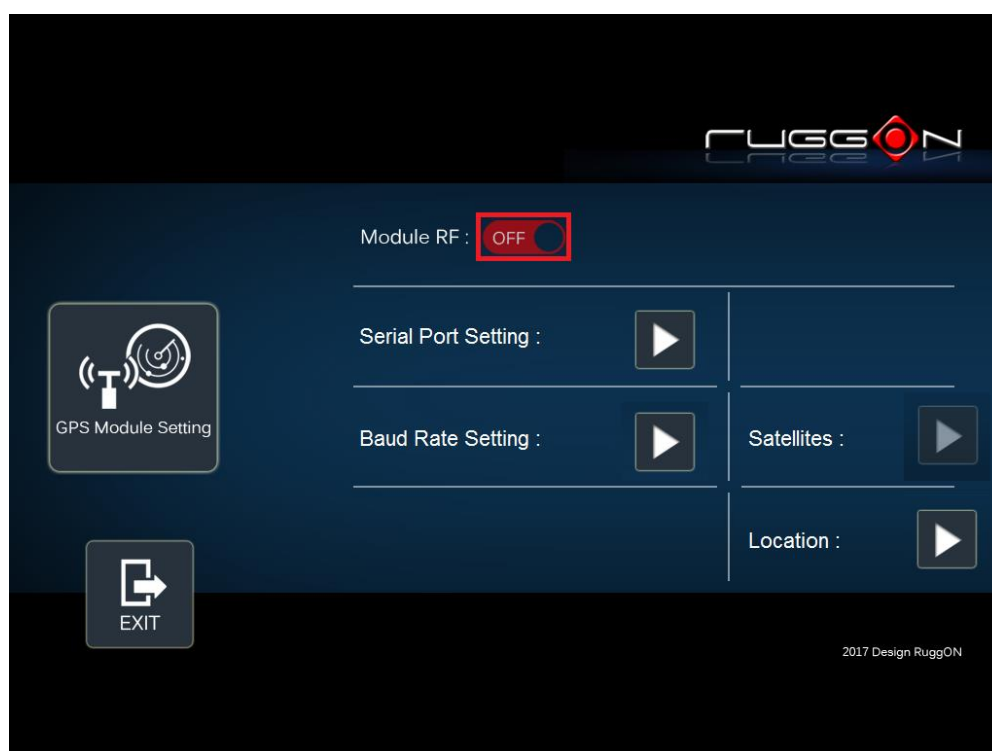 RUGGON
Module RF : OFF
Serial Port Setting :
GPS Module Setting
Baud Rate Setting :
Satellites :
Location :
EXIT
2017 Design RuggON